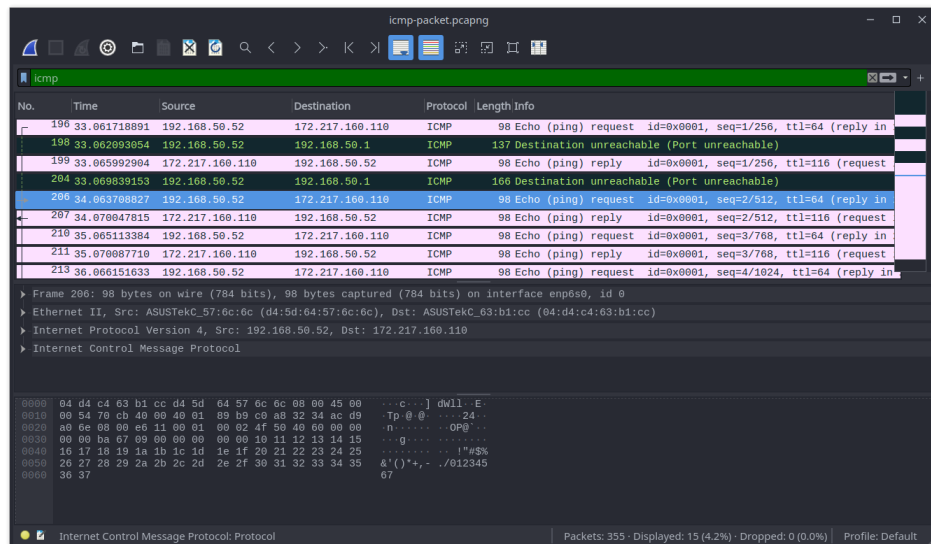 icmp-packet.pcapng
icmp
No. Time Source Destination Protocol Length Info
196 33.061718891 192.168.50.52 172.217.160.110 ICMP 98 Echo (ping) request id=0x0001, seq=1/256, ttl=64 (reply in
198 33.062093054 192.168.50.52 192.168.50.1 ICMP 137 Destination unreachable (Port unreachable)
199 33.065992904 172.217.160.110 192.168.50.52 ICMP 98 Echo (ping) reply id=0x0001, seq=1/256, ttl=116 (request
204 33.069839153 192.168.50.52 192.168.50.1 ICMP 166 Destination unreachable (Port unreachable)
206 34.063708827 192.168.50.52 172.217.160.110 ICMP 98 Echo (ping) request id=0x0001, seq=2/512, ttl=64 (reply in
207 34.070047815 172.217.160.110 192.168.50.52 ICMP 98 Echo (ping) reply id=0x0001, seq=2/512, ttl=116 (request
210 35.065113384 192.168.50.52 172.217.160.110 ICMP 98 Echo (ping) request id=0x0001, seq=3/768, ttl=64 (reply in
211 35.070087710 172.217.160.110 192.168.50.52 ICMP 98 Echo (ping) reply id=0x0001, seq=3/768, ttl=116 (request
213 36.066151633 192.168.50.52 172.217.160.110 ICMP 98 Echo (ping) request id=0x0001, seq=4/1024, ttl=64 (reply in
Frame 206: 98 bytes on wire (784 bits), 98 bytes captured (784 bits) on interface enp6s0, id 0
Ethernet II, Src: ASUSTekC_57:6c:6c (d4:5d:64:57:6c:6c), Dst: ASUSTekC_63:b1:cc (04:d4:c4:63:b1:cc)
Internet Protocol Version 4, Src: 192.168.50.52, Dst: 172.217.160.110
Internet Control Message Protocol
0000 04 d4 c4 63 b1 cc d4 5d 64 57 6c 6c 08 00 45 00 ···c···] dWll··E·
0010 00 54 70 cb 40 00 40 01 89 b9 c0 a8 32 34 ac d9 ·Tp·@·@· ····24··
0020 a0 6e 08 00 e6 11 00 01 00 02 4f 50 40 60 00 00 ·n······ ··OP@`··
0030 00 00 ba 67 09 00 00 00 00 00 10 11 12 13 14 15 ···g···· ········
0040 16 17 18 19 1a 1b 1c 1d 1e 1f 20 21 22 23 24 25 ········ ·· !"#$%
0050 26 27 28 29 2a 2b 2c 2d 2e 2f 30 31 32 33 34 35 &'()*+,- ./012345
0060 36 37 67
Internet Control Message Protocol: Protocol Packets: 355 · Displayed: 15 (4.2%) · Dropped: 0 (0.0%) Profile: Default